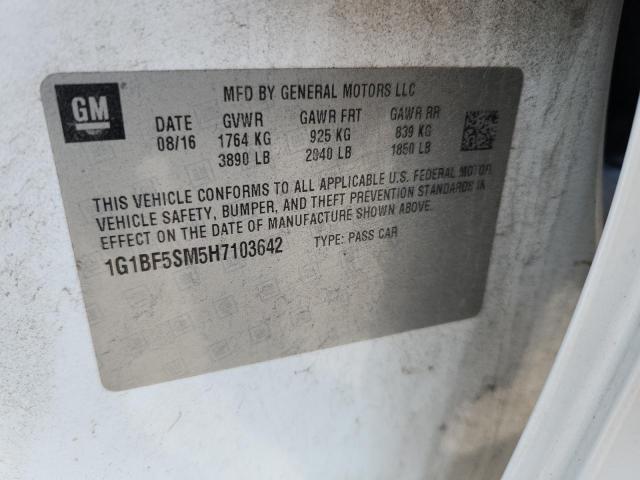 GM
MFD BY GENERAL MOTORS LLC
DATE GVWR GAWR FRT GAWR RR
08/16 1764 KG 925 KG 839 KG
3890 LB 2040 LB 1850 LB
THIS VEHICLE CONFORMS TO ALL APPLICABLE U.S. FEDERAL MOTOR
VEHICLE SAFETY, BUMPER, AND THEFT PREVENTION STANDARDS IN
EFFECT ON THE DATE OF MANUFACTURE SHOWN ABOVE.
1G1BF5SM5H7103642 TYPE: PASS CAR